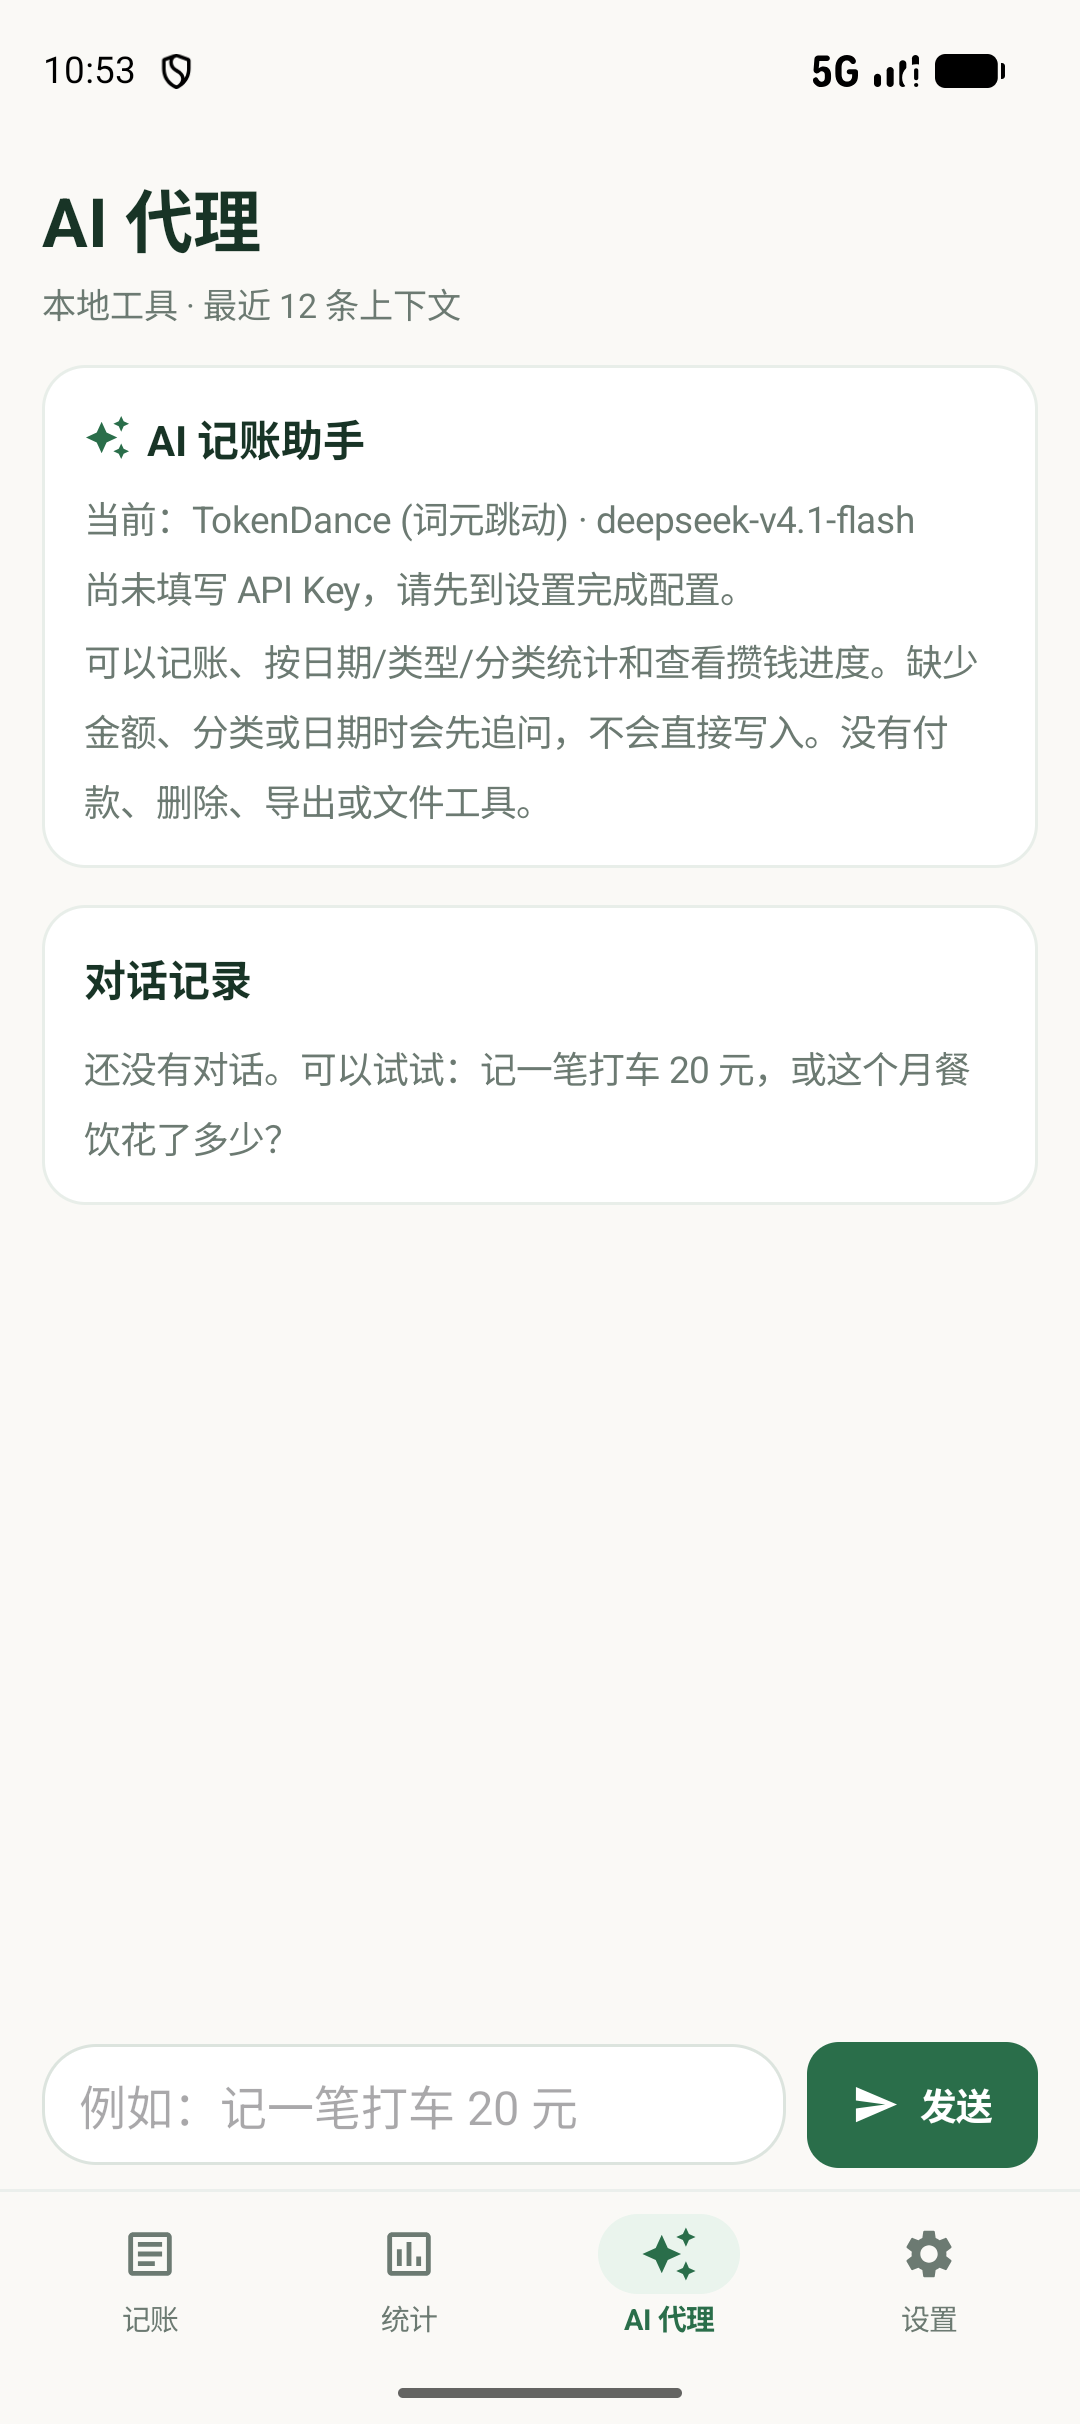 10:53
5G
AI 代理
本地工具 · 最近 12 条上下文
AI 记账助手
当前：TokenDance (词元跳动) · deepseek-v4.1-flash
尚未填写 API Key，请先到设置完成配置。
可以记账、按日期/类型/分类统计和查看攒钱进度。缺少
金额、分类或日期时会先追问，不会直接写入。没有付
款、删除、导出或文件工具。
对话记录
还没有对话。可以试试：记一笔打车 20 元，或这个月餐
饮花了多少？
例如：记一笔打车 20 元
发送
记账
统计
AI 代理
设置